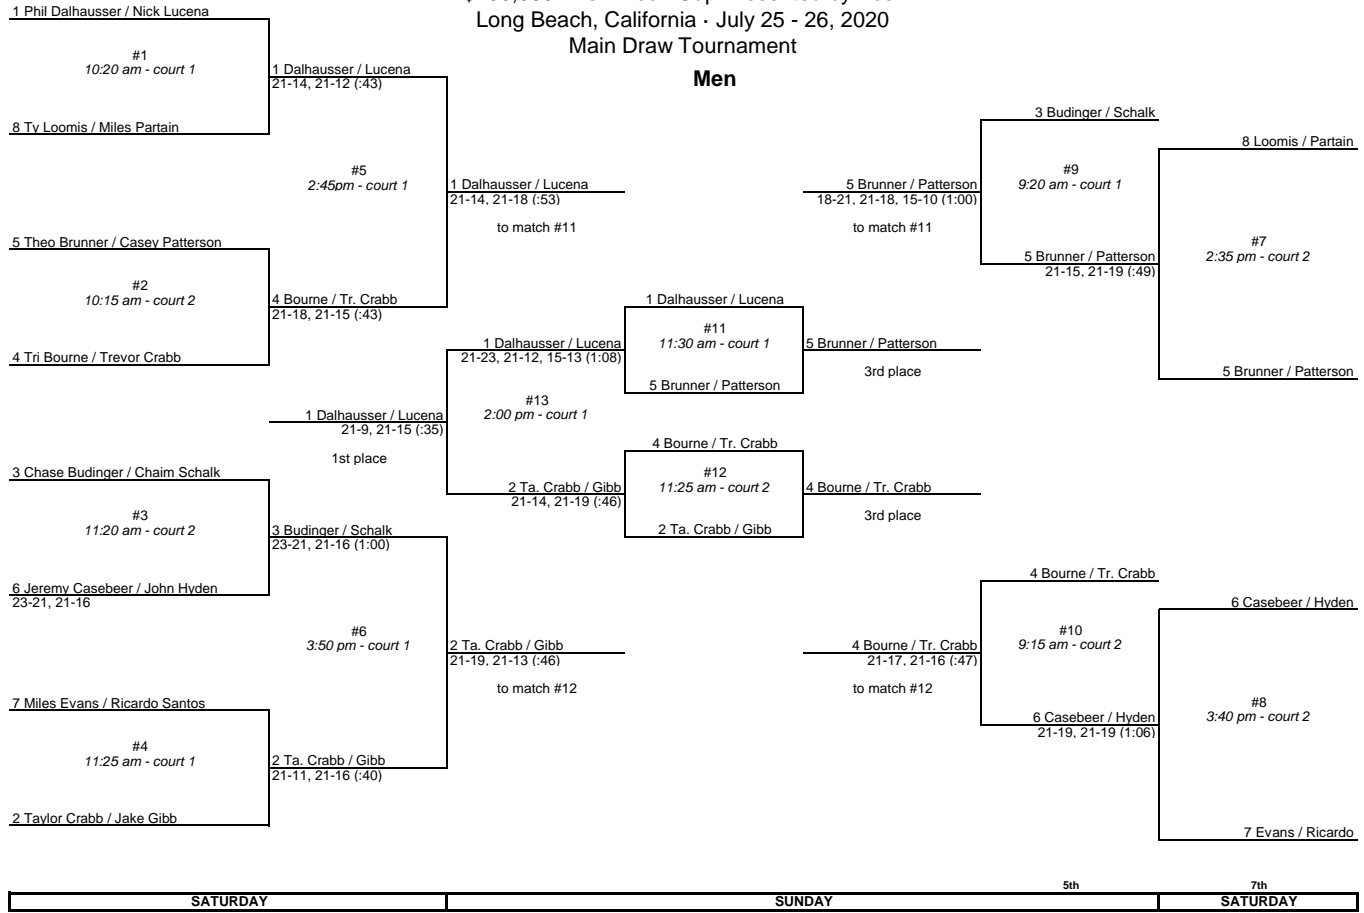 Long Beach, California · July 25 - 26, 2020
Main Draw Tournament
Men
1 Phil Dalhausser / Nick Lucena
#1
10:20 am - court 1
8 Ty Loomis / Miles Partain
5 Theo Brunner / Casey Patterson
#2
10:15 am - court 2
4 Tri Bourne / Trevor Crabb
3 Chase Budinger / Chaim Schalk
#3
11:20 am - court 2
6 Jeremy Casebeer / John Hyden
23-21, 21-16
7 Miles Evans / Ricardo Santos
#4
11:25 am - court 1
2 Taylor Crabb / Jake Gibb
1 Dalhausser / Lucena
21-14, 21-12 (:43)
#5
2:45pm - court 1
4 Bourne / Tr. Crabb
21-18, 21-15 (:43)
1 Dalhausser / Lucena
21-9, 21-15 (:35)
1st place
3 Budinger / Schalk
23-21, 21-16 (1:00)
#6
3:50 pm - court 1
2 Ta. Crabb / Gibb
21-11, 21-16 (:40)
1 Dalhausser / Lucena
21-14, 21-18 (:53)
to match #11
1 Dalhausser / Lucena
21-23, 21-12, 15-13 (1:08)
#13
2:00 pm - court 1
2 Ta. Crabb / Gibb
21-14, 21-19 (:46)
2 Ta. Crabb / Gibb
21-19, 21-13 (:46)
to match #12
1 Dalhausser / Lucena
#11
11:30 am - court 1
5 Brunner / Patterson
4 Bourne / Tr. Crabb
#12
11:25 am - court 2
2 Ta. Crabb / Gibb
5 Brunner / Patterson
18-21, 21-18, 15-10 (1:00)
to match #11
5 Brunner / Patterson
3rd place
4 Bourne / Tr. Crabb
3rd place
4 Bourne / Tr. Crabb
21-17, 21-16 (:47)
to match #12
3 Budinger / Schalk
#9
9:20 am - court 1
5 Brunner / Patterson
21-15, 21-19 (:49)
4 Bourne / Tr. Crabb
#10
9:15 am - court 2
6 Casebeer / Hyden
21-19, 21-19 (1:06)
8 Loomis / Partain
#7
2:35 pm - court 2
5 Brunner / Patterson
6 Casebeer / Hyden
#8
3:40 pm - court 2
7 Evans / Ricardo
5th
7th
SATURDAY
SUNDAY
SATURDAY